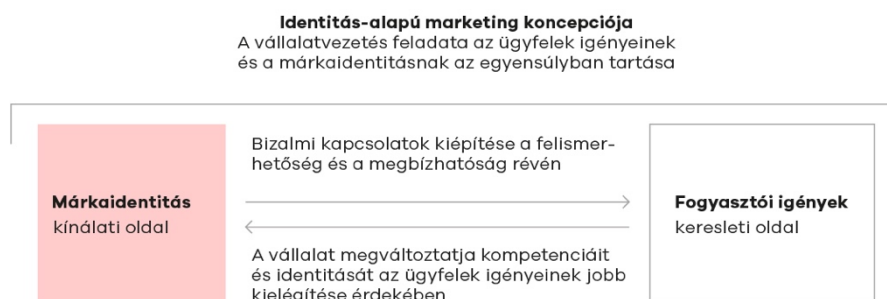 Identitás-alapú marketing koncepciója
A vállalatvezetés feladata az ügyfelek igényeinek
és a márkaidentitásnak az egyensúlyban tartása
Bizalmi kapcsolatok kiépítése a felismer-
hetőség és a megbízhatóság révén
Márkaidentitás
kínálati oldal
Fogyasztói igények
keresleti oldal
A vállalat megváltoztatja kompetenciáit
és identitását az ügyfelek igényeinek jobb
kielégítése érdekében